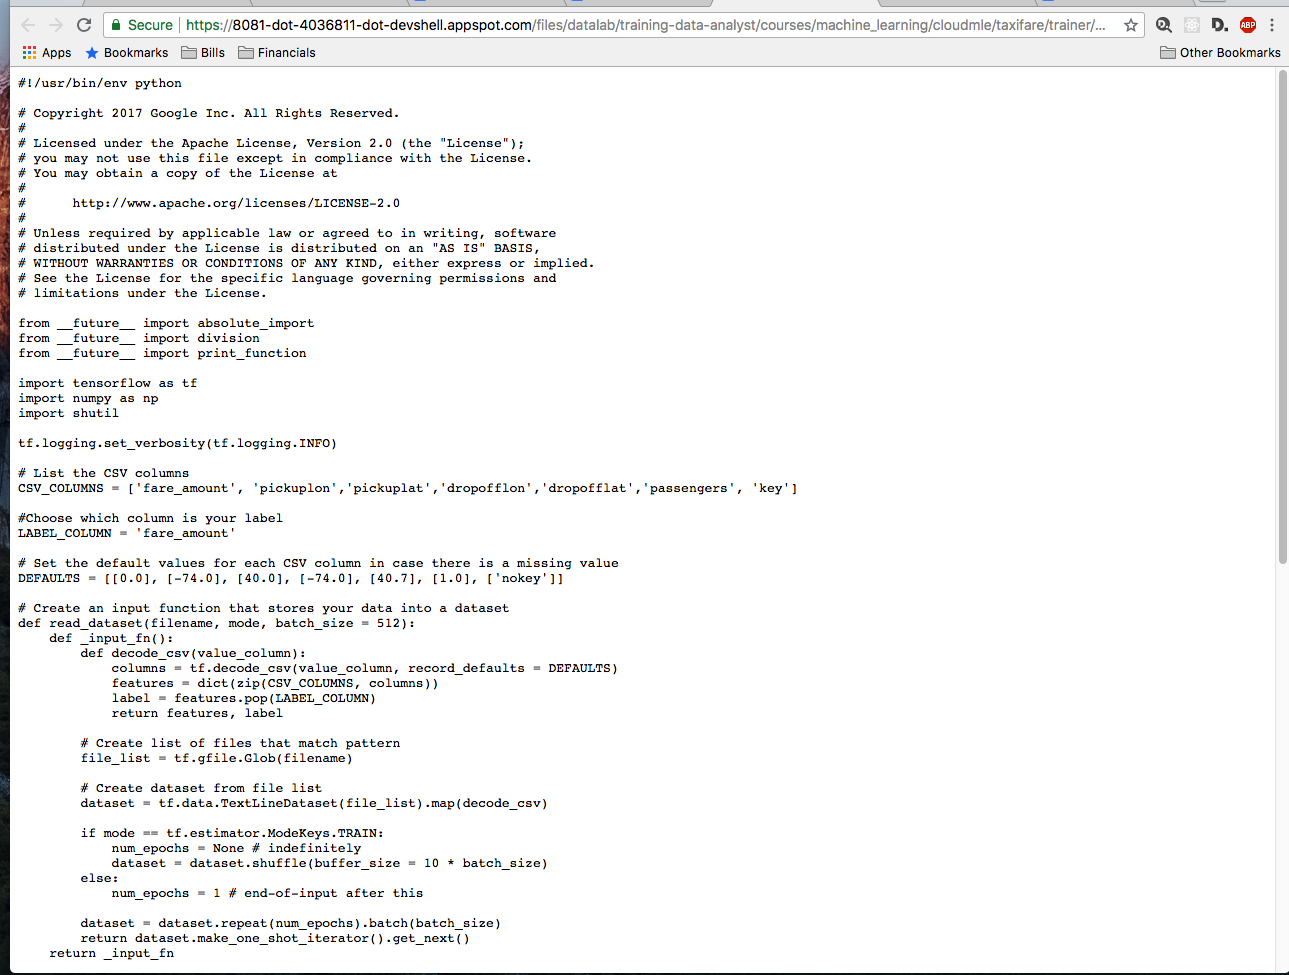 Secure https://8081-dot-4036811-dot-devshell.appspot.com/files/datalab/training-data-analyst/courses/machine_learning/cloudmle/taxifare/trainer/...
D. ABP
Apps Bookmarks Bills Financials Other Bookmarks
#!/usr/bin/env python
# Copyright 2017 Google Inc. All Rights Reserved.
#
# Licensed under the Apache License, Version 2.0 (the "License");
# you may not use this file except in compliance with the License.
# You may obtain a copy of the License at
#
#      http://www.apache.org/licenses/LICENSE-2.0
#
# Unless required by applicable law or agreed to in writing, software
# distributed under the License is distributed on an "AS IS" BASIS,
# WITHOUT WARRANTIES OR CONDITIONS OF ANY KIND, either express or implied.
# See the License for the specific language governing permissions and
# limitations under the License.
from __future__ import absolute_import
from __future__ import division
from __future__ import print_function
import tensorflow as tf
import numpy as np
import shutil
tf.logging.set_verbosity(tf.logging.INFO)
# List the CSV columns
CSV_COLUMNS = ['fare_amount', 'pickuplon','pickuplat','dropofflon','dropofflat','passengers', 'key']
#Choose which column is your label
LABEL_COLUMN = 'fare_amount'
# Set the default values for each CSV column in case there is a missing value
DEFAULTS = [[0.0], [-74.0], [40.0], [-74.0], [40.7], [1.0], ['nokey']]
# Create an input function that stores your data into a dataset
def read_dataset(filename, mode, batch_size = 512):
    def _input_fn():
        def decode_csv(value_column):
            columns = tf.decode_csv(value_column, record_defaults = DEFAULTS)
            features = dict(zip(CSV_COLUMNS, columns))
            label = features.pop(LABEL_COLUMN)
            return features, label
        # Create list of files that match pattern
        file_list = tf.gfile.Glob(filename)
        # Create dataset from file list
        dataset = tf.data.TextLineDataset(file_list).map(decode_csv)
        if mode == tf.estimator.ModeKeys.TRAIN:
            num_epochs = None # indefinitely
            dataset = dataset.shuffle(buffer_size = 10 * batch_size)
        else:
            num_epochs = 1 # end-of-input after this
        dataset = dataset.repeat(num_epochs).batch(batch_size)
        return dataset.make_one_shot_iterator().get_next()
    return _input_fn